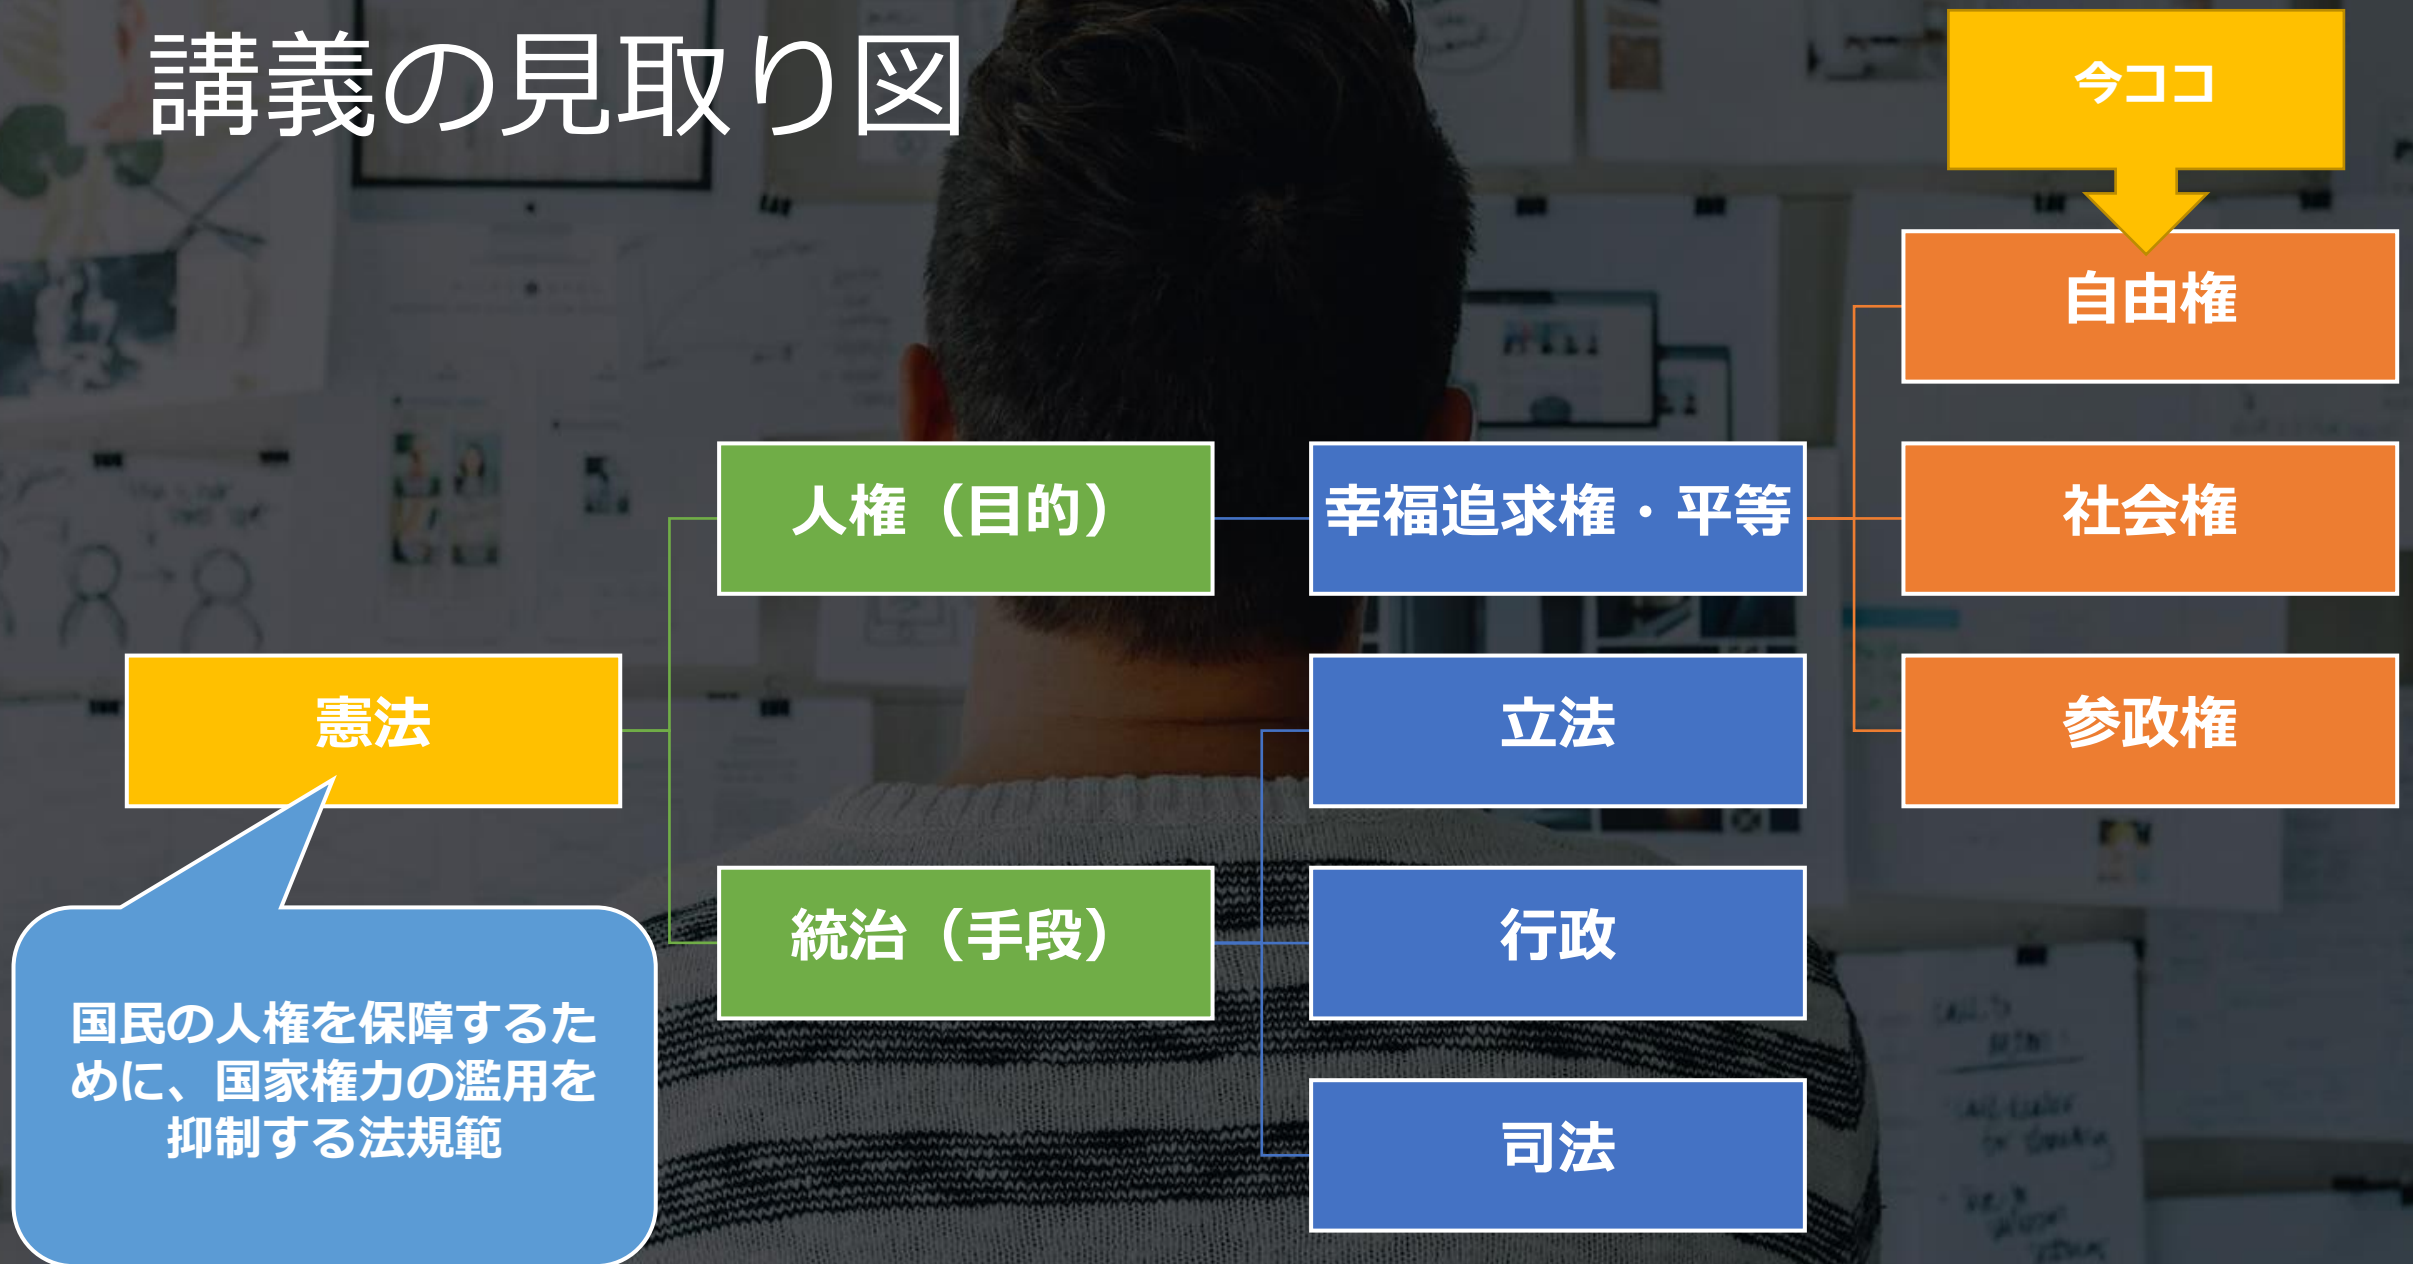 講義の見取り図
今ココ
自由権
人権（目的）
幸福追求権・平等
社会権
憲法
立法
参政権
統治（手段）
行政
国民の人権を保障するた
めに、国家権力の濫用を
抑制する法規範
司法